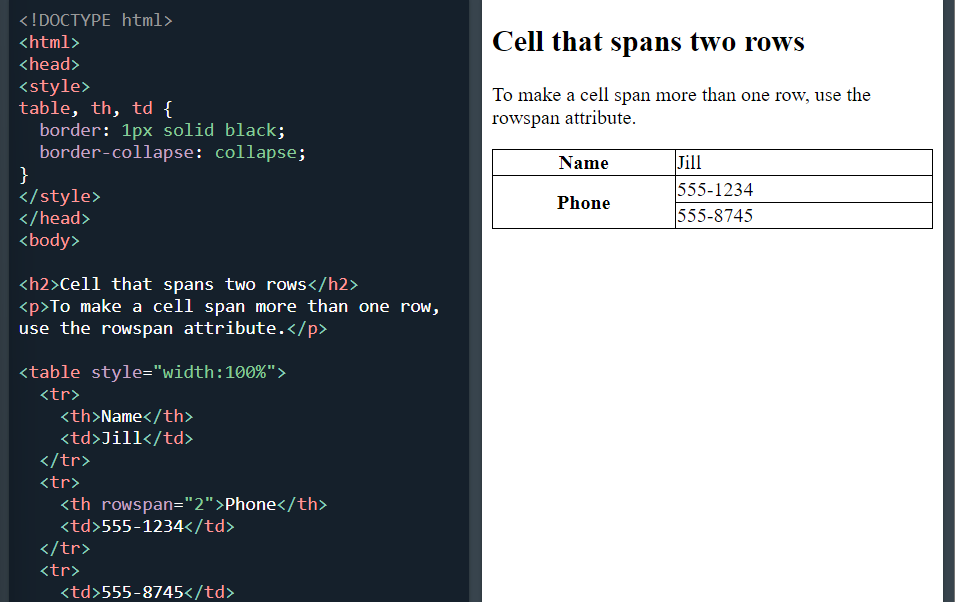 <!DOCTYPE html>
<html>
<head>
<style>
table, th, td {
  border: 1px solid black;
  border-collapse: collapse;
}
</style>
</head>
<body>

<h2>Cell that spans two rows</h2>
<p>To make a cell span more than one row,
use the rowspan attribute.</p>

<table style="width:100%">
  <tr>
    <th>Name</th>
    <td>Jill</td>
  </tr>
  <tr>
    <th rowspan="2">Phone</th>
    <td>555-1234</td>
  </tr>
  <tr>
    <td>555-8745</td>
Cell that spans two rows
To make a cell span more than one row, use the
rowspan attribute.
Name Jill
Phone 555-1234
555-8745